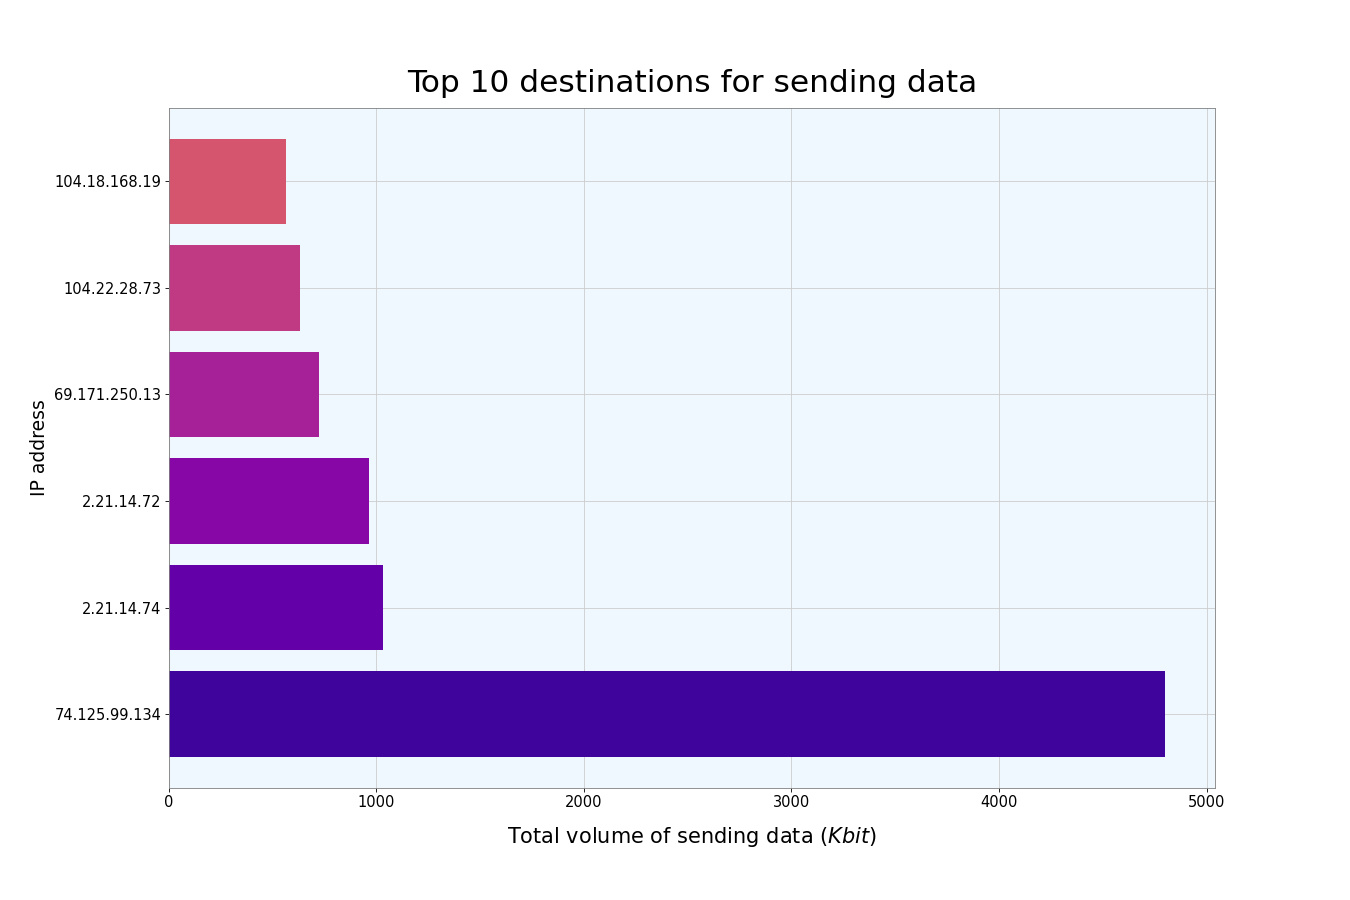 Top 10 destinations for sending data
104.18.168.19
104.22.28.73
69.171.250.13
2.21.14.72
2.21.14.74
74.125.99.134
IP address
0 1000 2000 3000 4000 5000
Total volume of sending data (Kbit)